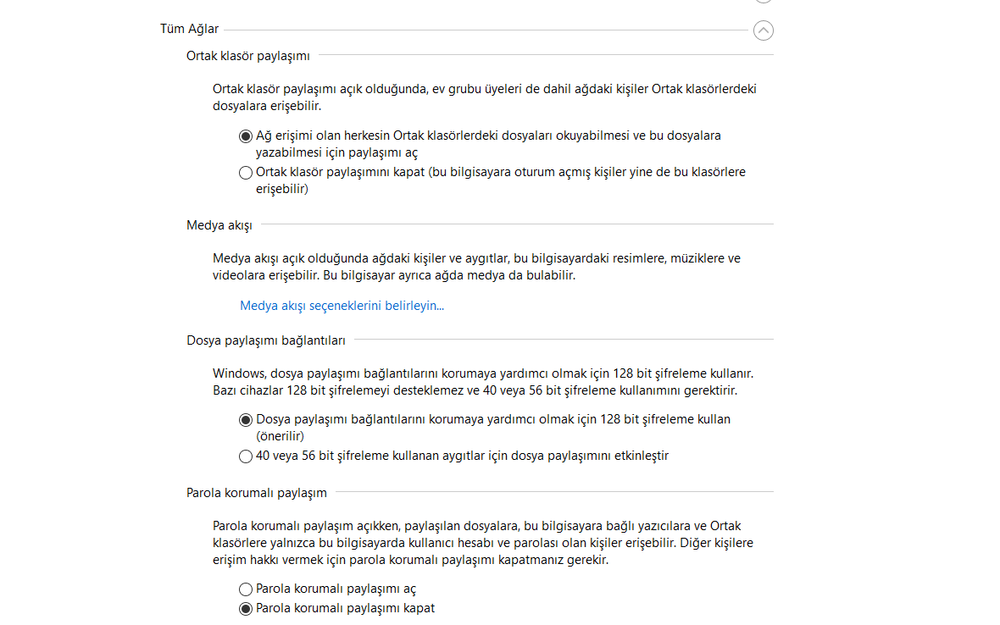 Tüm Ağlar
Ortak klasör paylaşımı
Ortak klasör paylaşımı açık olduğunda, ev grubu üyeleri de dahil ağdaki kişiler Ortak klasörlerdeki
dosyalara erişebilir.
Ağ erişimi olan herkesin Ortak klasörlerdeki dosyaları okuyabilmesi ve bu dosyalara
yazabilmesi için paylaşımı aç
Ortak klasör paylaşımını kapat (bu bilgisayara oturum açmış kişiler yine de bu klasörlere
erişebilir)
Medya akışı
Medya akışı açık olduğunda ağdaki kişiler ve aygıtlar, bu bilgisayardaki resimlere, müziklere ve
videolara erişebilir. Bu bilgisayar ayrıca ağda medya da bulabilir.
Medya akışı seçeneklerini belirleyin...
Dosya paylaşımı bağlantıları
Windows, dosya paylaşımı bağlantılarını korumaya yardımcı olmak için 128 bit şifreleme kullanır.
Bazı cihazlar 128 bit şifrelemeyi desteklemez ve 40 veya 56 bit şifreleme kullanımını gerektirir.
Dosya paylaşımı bağlantılarını korumaya yardımcı olmak için 128 bit şifreleme kullan
(önerilir)
40 veya 56 bit şifreleme kullanan aygıtlar için dosya paylaşımını etkinleştir
Parola korumalı paylaşım
Parola korumalı paylaşım açıkken, paylaşılan dosyalara, bu bilgisayara bağlı yazıcılara ve Ortak
klasörlere yalnızca bu bilgisayarda kullanıcı hesabı ve parolası olan kişiler erişebilir. Diğer kişilere
erişim hakkı vermek için parola korumalı paylaşımı kapatmanız gerekir.
Parola korumalı paylaşımı aç
Parola korumalı paylaşımı kapat